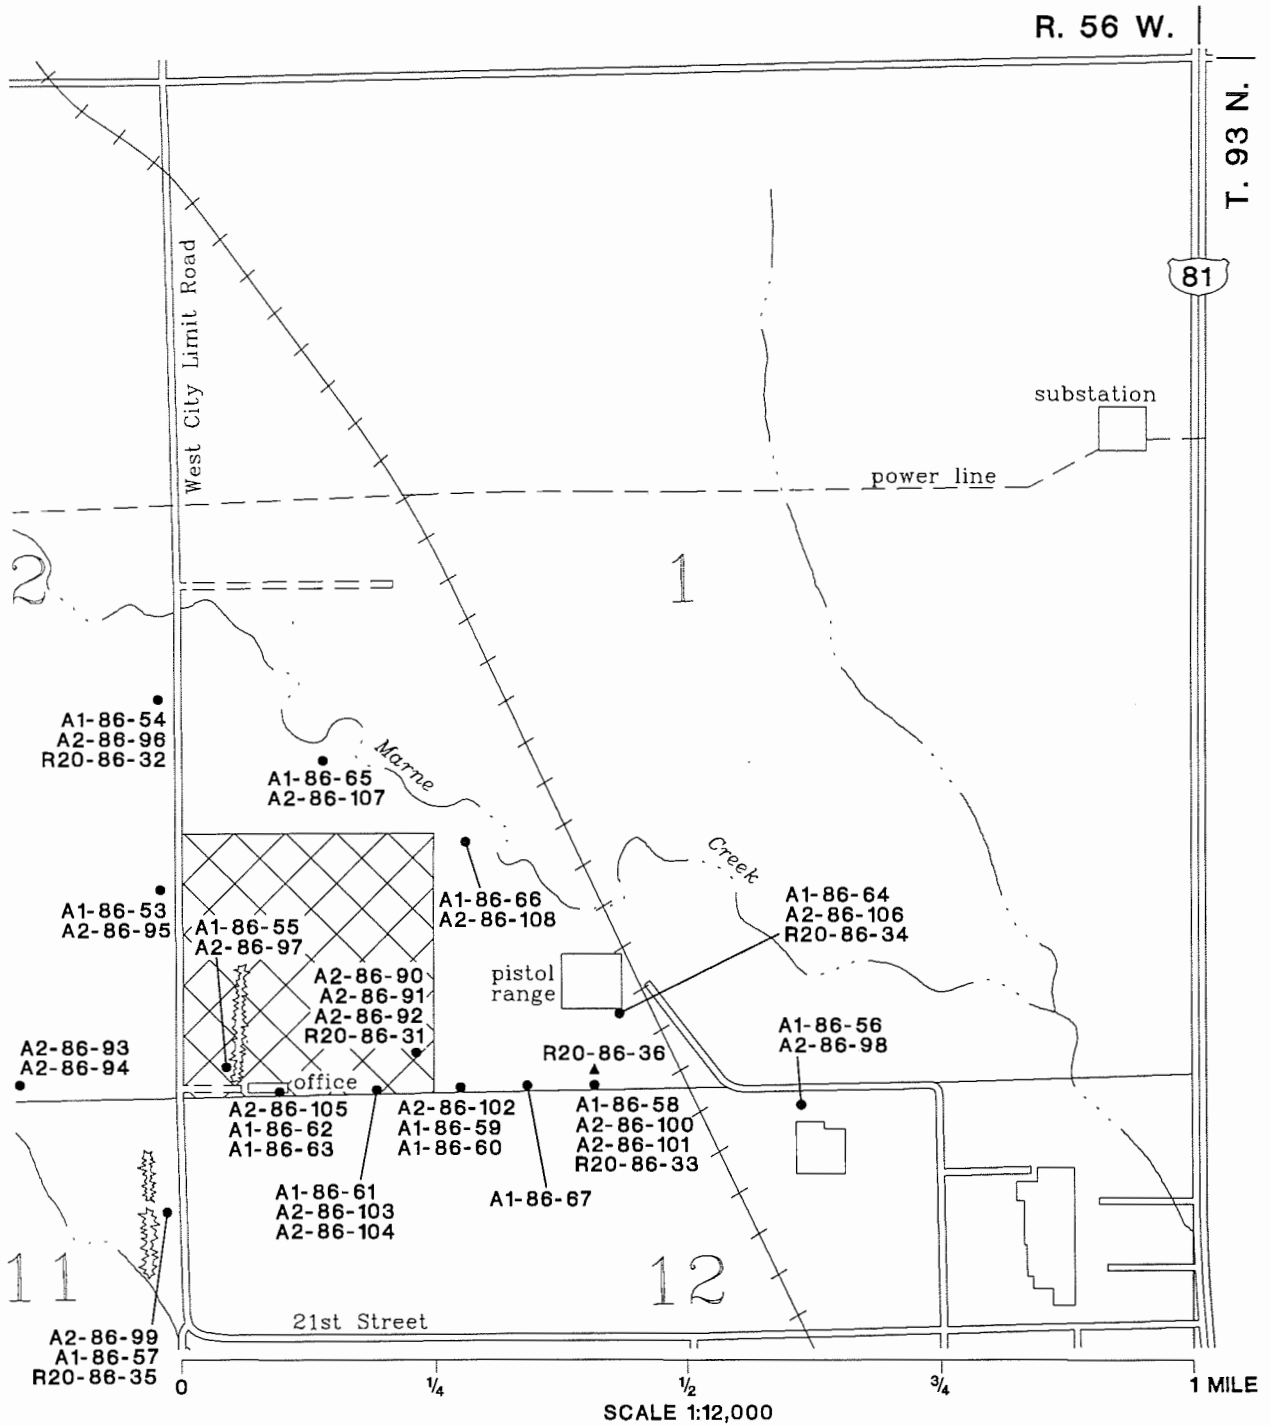 R. 56 W.
T. 93 N.
81
West City Limit Road
substation
power line
2
1
A1-86-54
A2-86-96
R20-86-32
Marne
A1-86-65
A2-86-107
Creek
A1-86-66
A2-86-108
A1-86-64
A2-86-106
R20-86-34
A1-86-53
A2-86-95
A1-86-55
A2-86-97
pistol
range
A2-86-90
A2-86-91
A2-86-92
R20-86-31
A1-86-56
A2-86-98
A2-86-93
A2-86-94
R20-86-36
office
A2-86-105
A1-86-62
A1-86-63
A2-86-102
A1-86-59
A1-86-60
A1-86-58
A2-86-100
A2-86-101
R20-86-33
A1-86-61
A2-86-103
A2-86-104
A1-86-67
11
12
21st Street
A2-86-99
A1-86-57
R20-86-35
0 1/4 1/2 3/4 1 MILE
SCALE 1:12,000